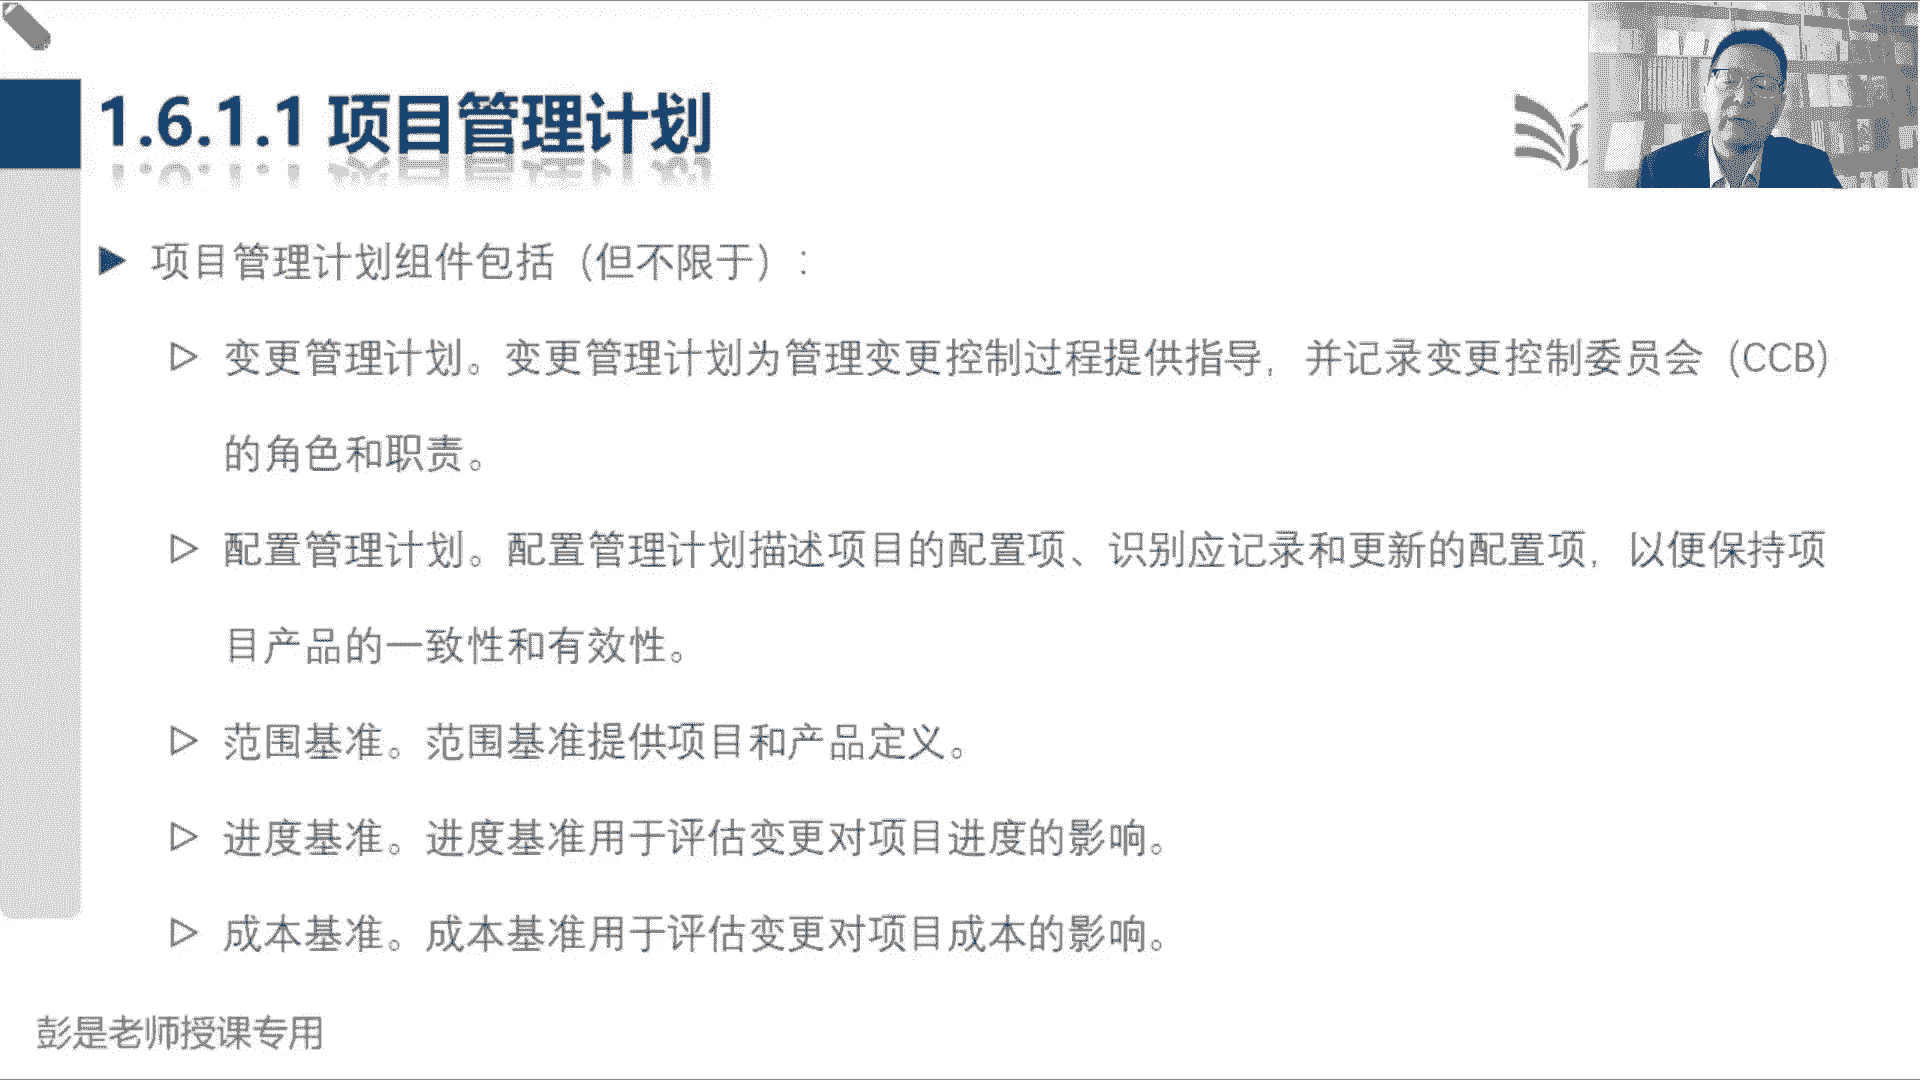 1.6.1.1 项目管理计划
项目管理计划组件包括（但不限于）：
变更管理计划。变更管理计划为管理变更控制过程提供指导，并记录变更控制委员会（CCB）
的角色和职责。
配置管理计划。配置管理计划描述项目的配置项、识别应记录和更新的配置项，以便保持项
目产品的一致性和有效性。
范围基准。范围基准提供项目和产品定义。
进度基准。进度基准用于评估变更对项目进度的影响。
成本基准。成本基准用于评估变更对项目成本的影响。
彭是老师授课专用